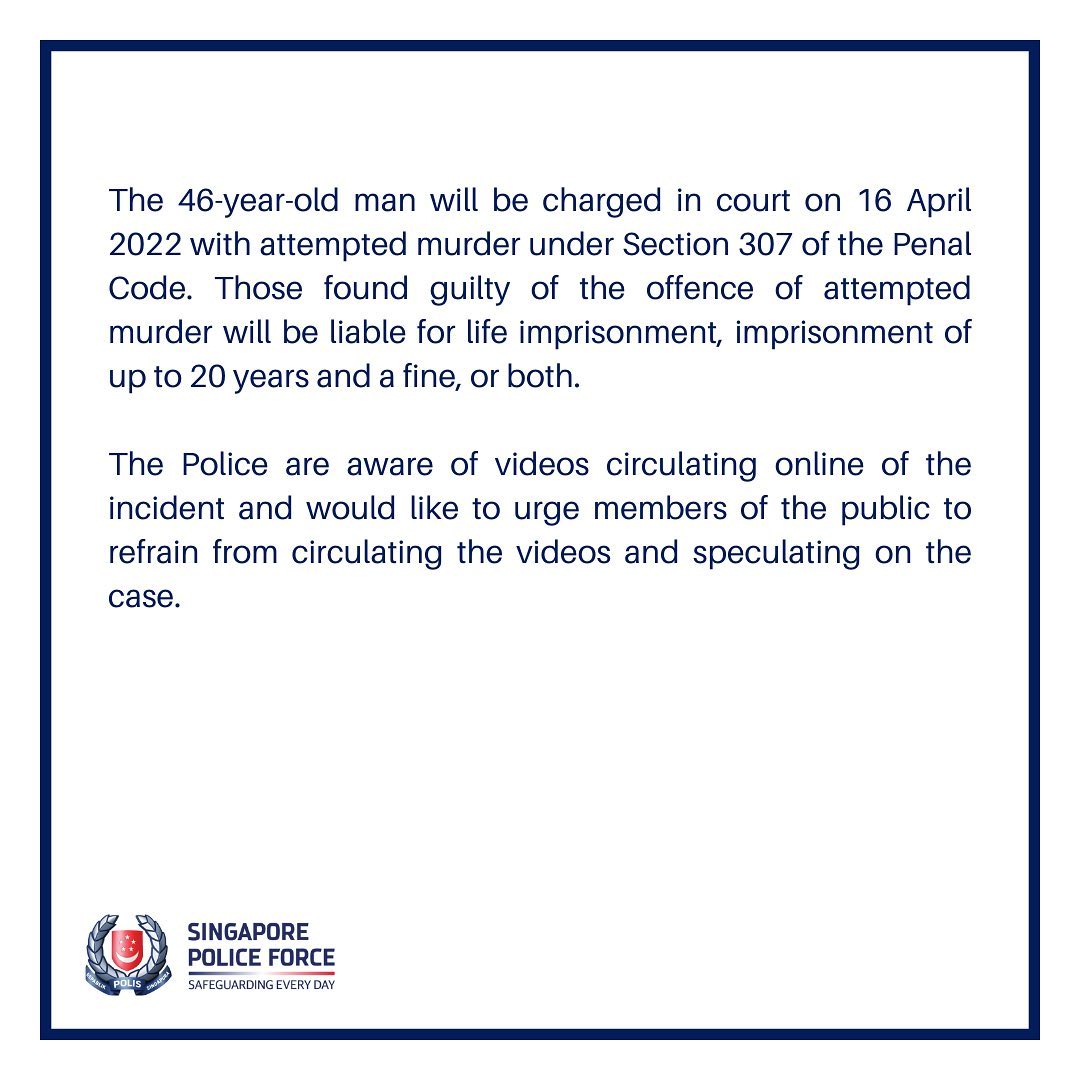 The 46-year-old man will be charged in court on 16 April
2022 with attempted murder under Section 307 of the Penal
Code. Those found guilty of the offence of attempted
murder will be liable for life imprisonment, imprisonment of
up to 20 years and a fine, or both.
The Police are aware of videos circulating online of the
incident and would like to urge members of the public to
refrain from circulating the videos and speculating on the
case.
REPUBLIK POLIS SINGAPURA
SINGAPORE
POLICE FORCE
SAFEGUARDING EVERY DAY